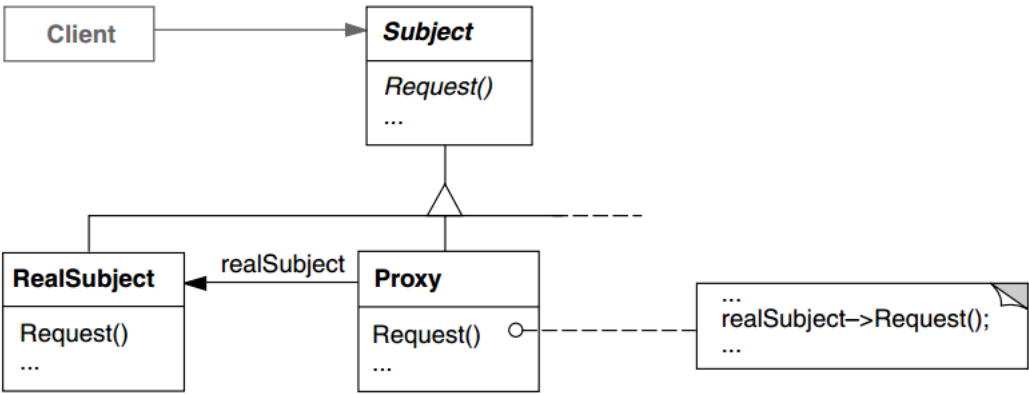 Client
Subject
Request()
...
realSubject
RealSubject
Request()
...
Proxy
Request()
...
...
realSubject–>Request();
...